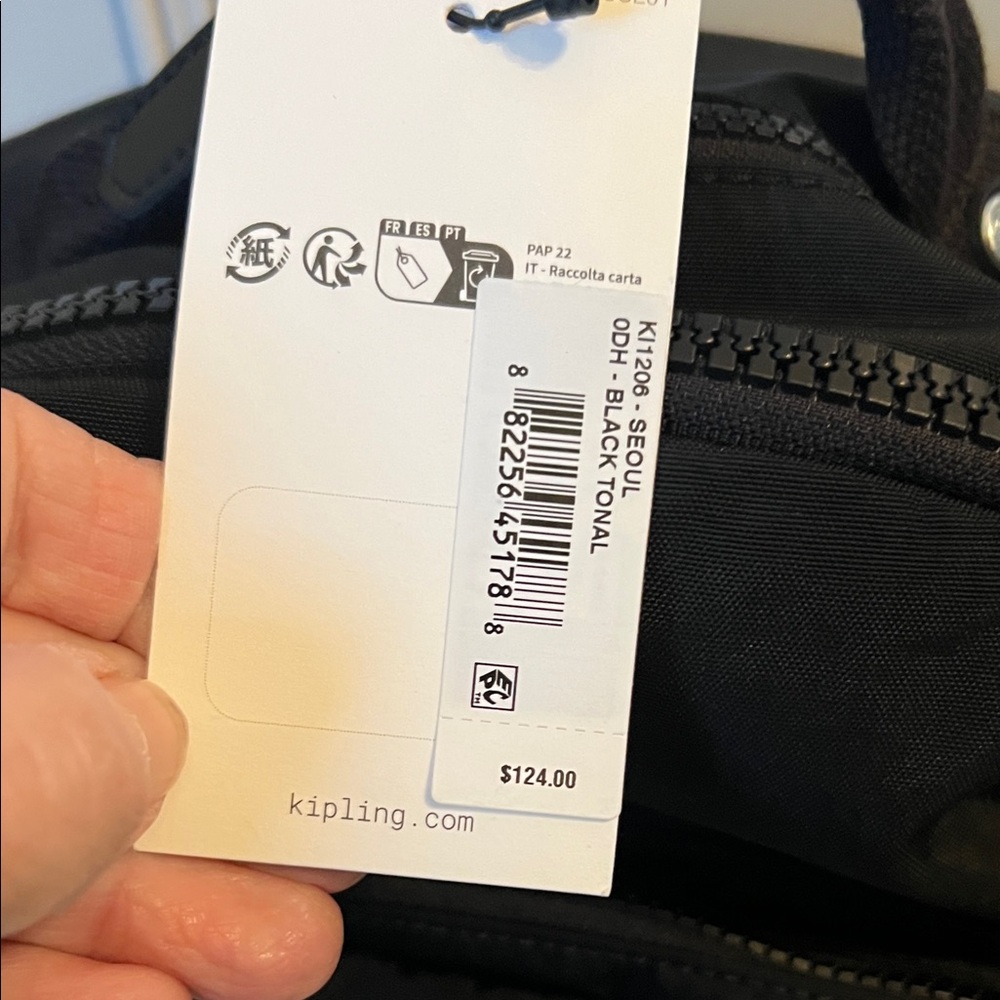 紙
FR ES PT
PAP 22
IT - Raccolta carta
KI1206 - SEOUL
0DH - BLACK TONAL
8 82256 45178 8
EPC™
$124.00
kipling.com